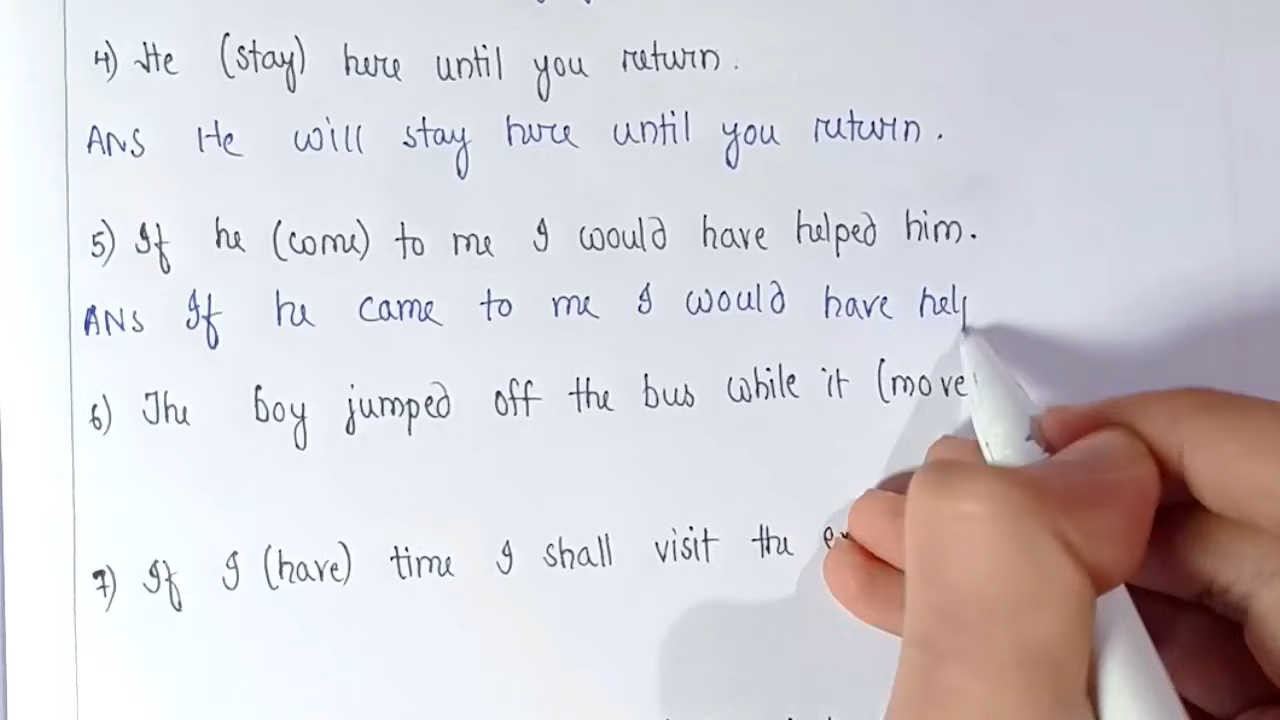 4) He (stay) here until you return.
ANS He will stay here until you return.
5) If he (come) to me I would have helped him.
ANS If he came to me I would have help
6) The boy jumped off the bus while it (move
7) If I (have) time I shall visit the